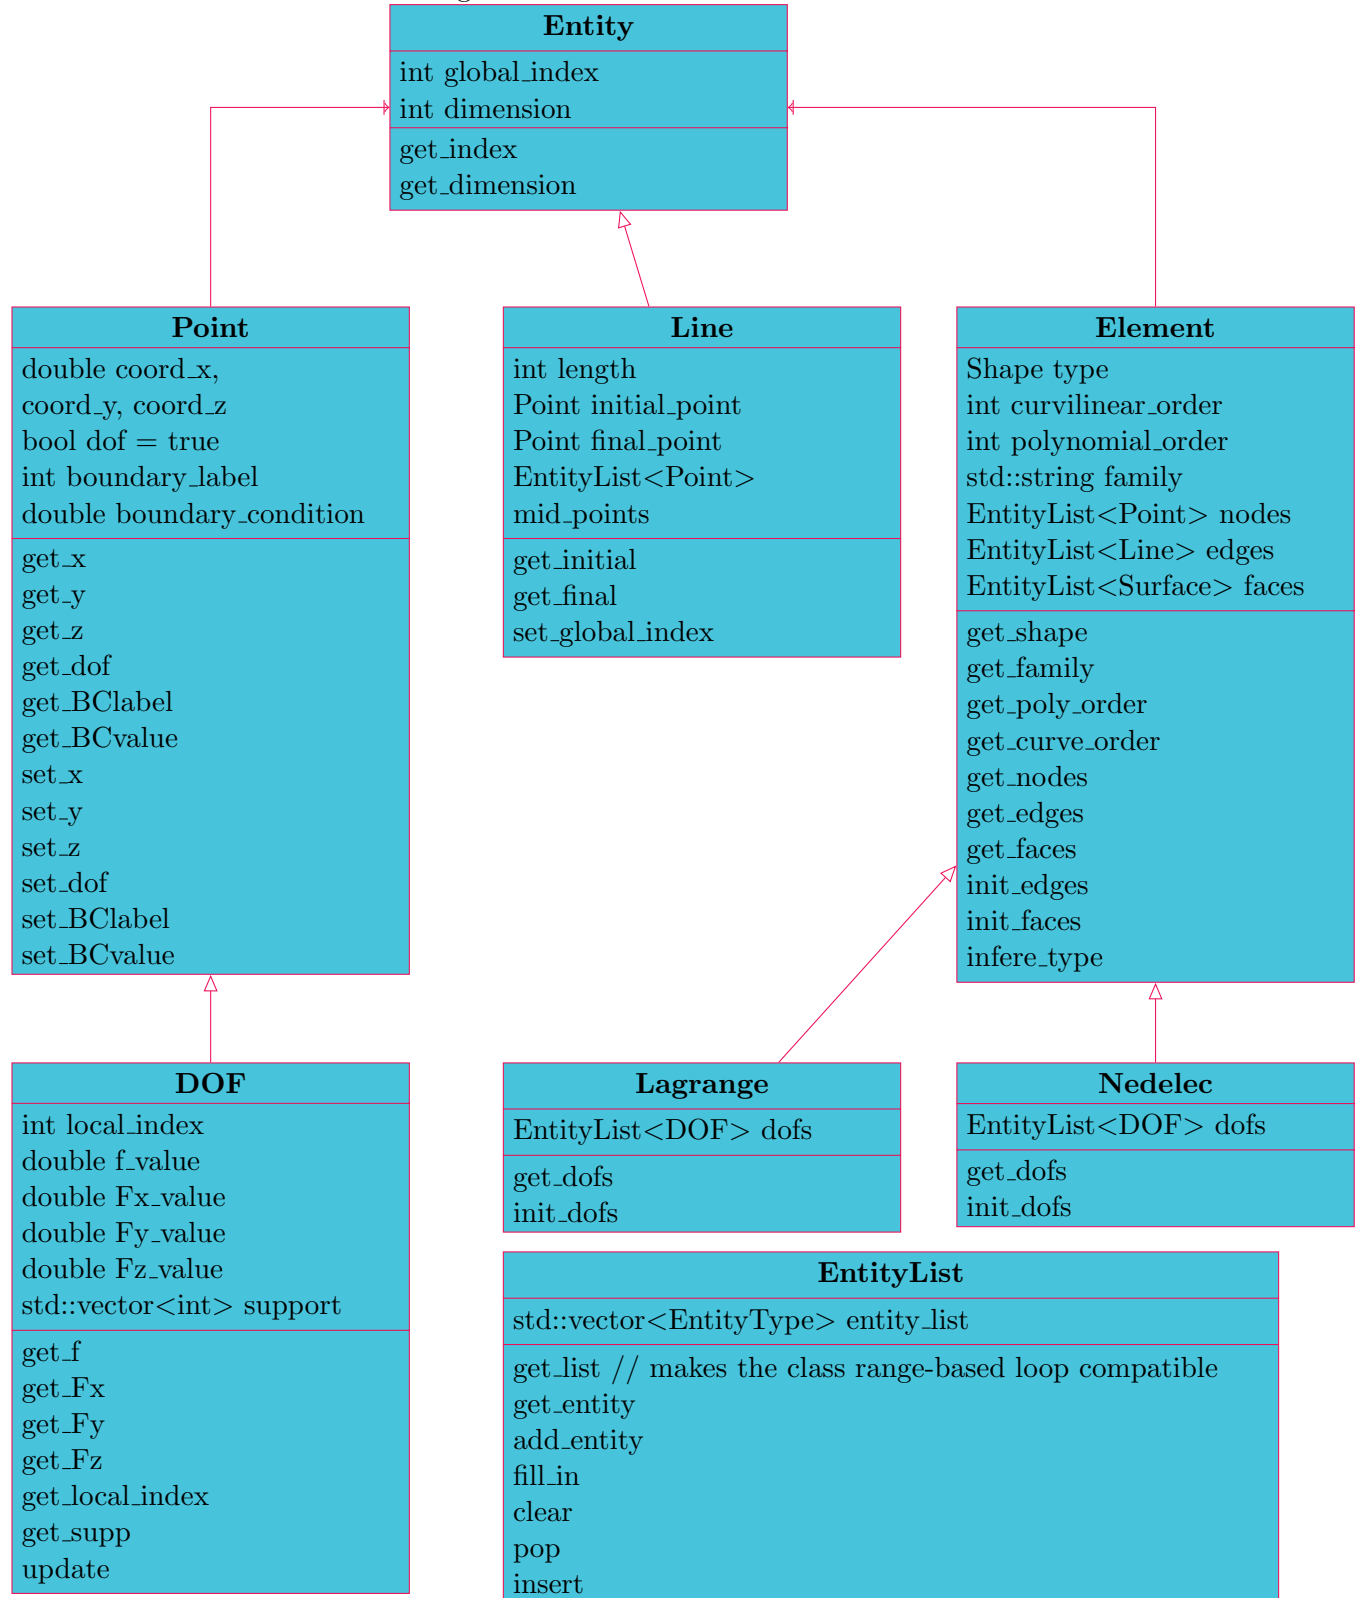 Entity
int global_index
int dimension
get_index
get_dimension
Point
double coord_x,
coord_y, coord_z
bool dof = true
int boundary_label
double boundary_condition
get_x
get_y
get_z
get_dof
get_BClabel
get_BCvalue
set_x
set_y
set_z
set_dof
set_BClabel
set_BCvalue
Line
int length
Point initial_point
Point final_point
EntityList<Point>
mid_points
get_initial
get_final
set_global_index
Element
Shape type
int curvilinear_order
int polynomial_order
std::string family
EntityList<Point> nodes
EntityList<Line> edges
EntityList<Surface> faces
get_shape
get_family
get_poly_order
get_curve_order
get_nodes
get_edges
get_faces
init_edges
init_faces
infere_type
DOF
int local_index
double f_value
double Fx_value
double Fy_value
double Fz_value
std::vector<int> support
get_f
get_Fx
get_Fy
get_Fz
get_local_index
get_supp
update
Lagrange
EntityList<DOF> dofs
get_dofs
init_dofs
Nedelec
EntityList<DOF> dofs
get_dofs
init_dofs
EntityList
std::vector<EntityType> entity_list
get_list // makes the class range-based loop compatible
get_entity
add_entity
fill_in
clear
pop
insert